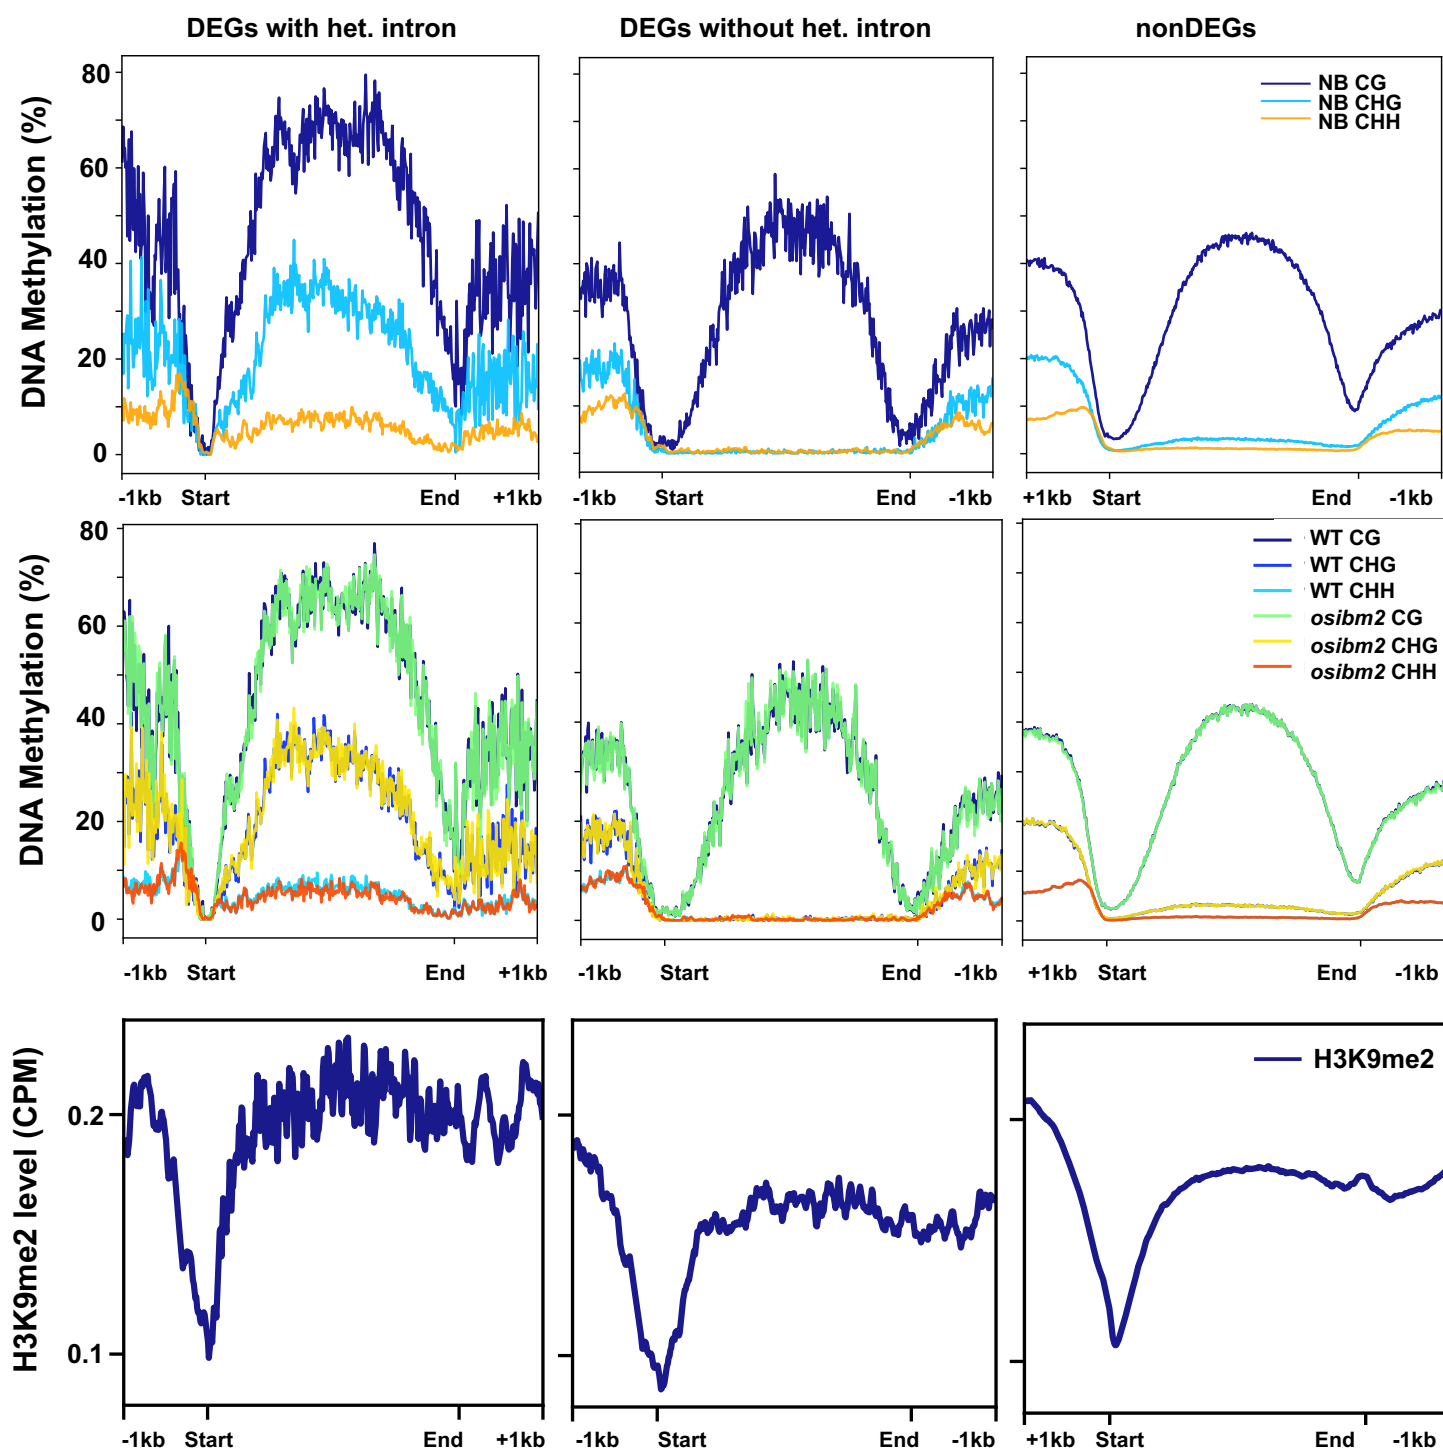 DEGs with het. intron
DEGs without het. intron
nonDEGs
DNA Methylation (%)
80
60
40
20
0
NB CG
NB CHG
NB CHH
-1kb Start End +1kb
-1kb Start End -1kb
+1kb Start End -1kb
DNA Methylation (%)
80
60
40
20
0
WT CG
WT CHG
WT CHH
osibm2 CG
osibm2 CHG
osibm2 CHH
-1kb Start End +1kb
-1kb Start End -1kb
+1kb Start End -1kb
H3K9me2 level (CPM)
0.2
0.1
H3K9me2
-1kb Start End +1kb
-1kb Start End -1kb
+1kb Start End -1kb